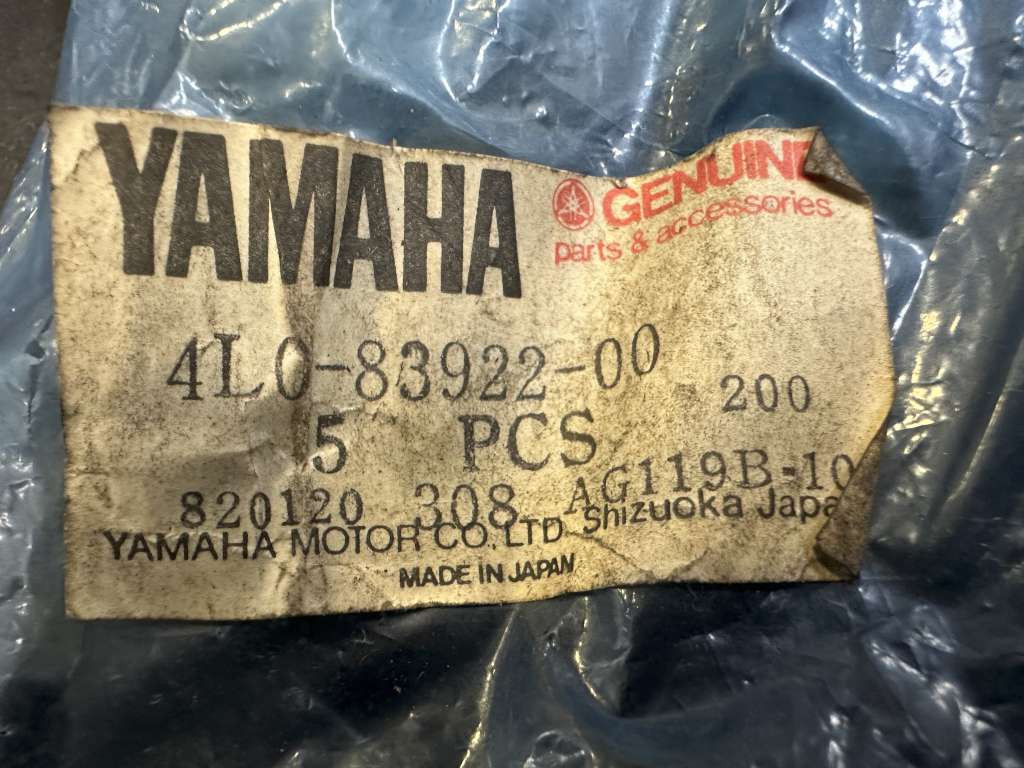 YAMAHA
GENUINE
parts & accessories
4L0-83922-00
200
5 PCS
820120 308 AG119B-10
YAMAHA MOTOR CO., LTD Shizuoka Japa
MADE IN JAPAN